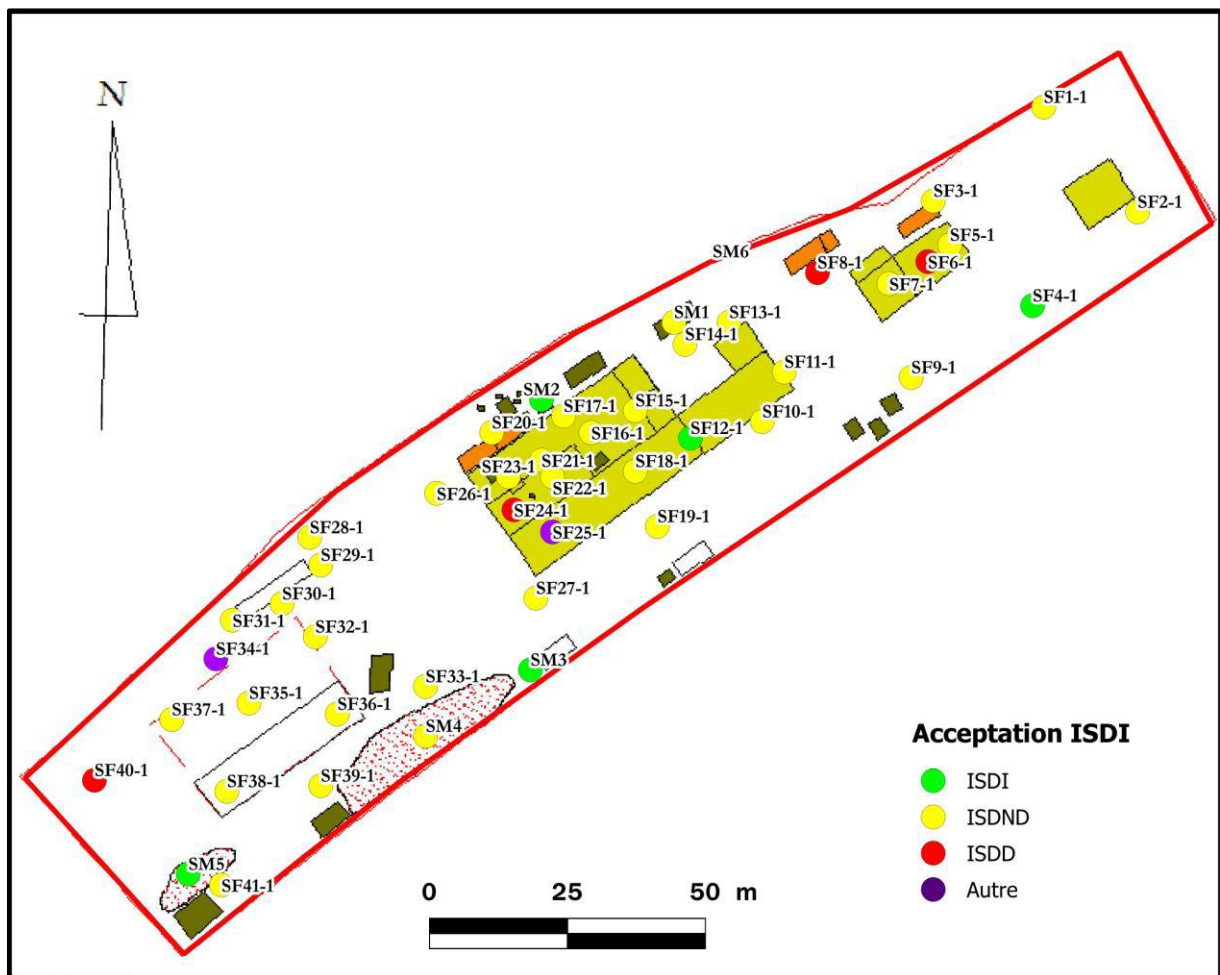 N
SF1-1
SF3-1
SF2-1
SF5-1
SM6
SF8-1
SF6-1
SF7-1
SF4-1
SM1
SF13-1
SF14-1
SF11-1
SF9-1
SM2
SF17-1
SF15-1
SF20-1
SF16-1
SF12-1
SF10-1
SF23-1
SF21-1
SF18-1
SF22-1
SF26-1
SF24-1
SF25-1
SF19-1
SF28-1
SF29-1
SF27-1
SF30-1
SF31-1
SF32-1
SF34-1
SM3
SF33-1
SF35-1
SF37-1
SF36-1
SM4
SF40-1
SF38-1
SF39-1
SM5
SF41-1
Acceptation ISDI
ISDI
ISDND
ISDD
Autre
0 25 50 m